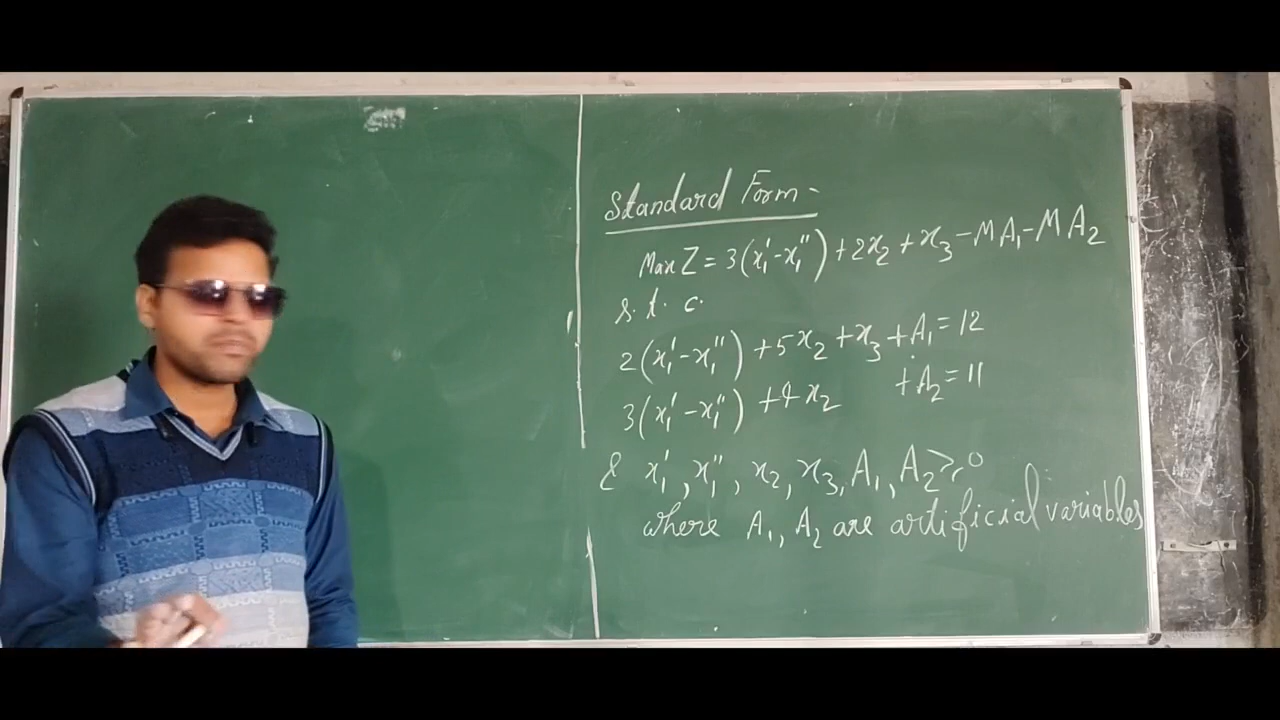 Standard Form -
Max Z = 3(x₁' - x₁'') + 2x₂ + x₃ - MA₁ - MA₂
s. t. c.
2(x₁' - x₁'') + 5x₂ + x₃ + A₁ = 12
3(x₁' - x₁'') + 4x₂ + A₂ = 11
& x₁', x₁'', x₂, x₃, A₁, A₂ ≥ 0
where A₁, A₂ are artificial variables